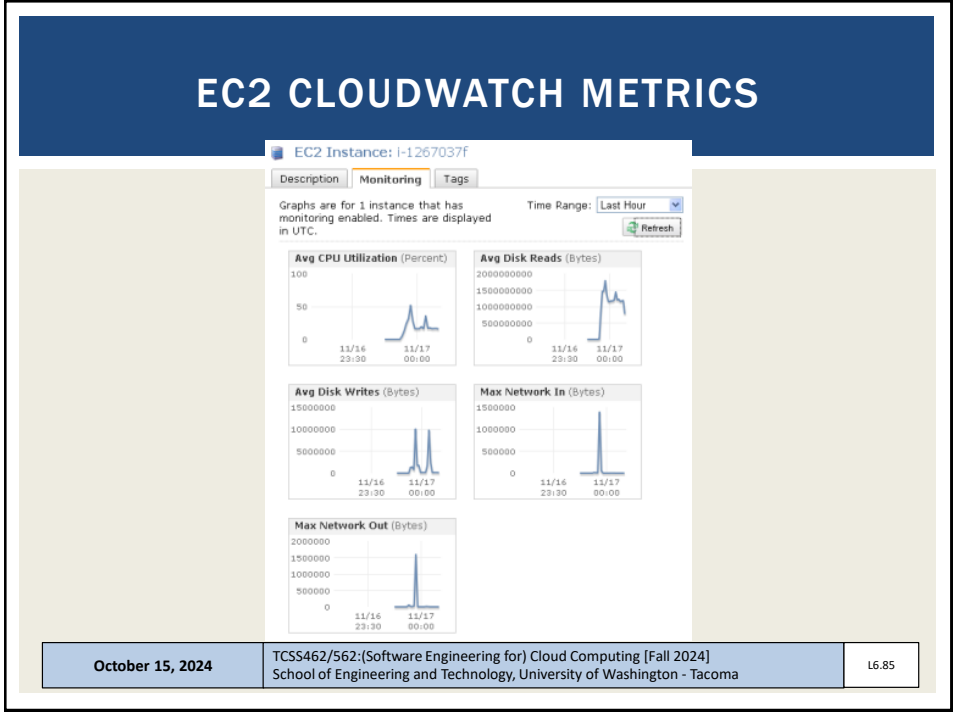 EC2 CLOUDWATCH METRICS
EC2 Instance: i-1267037f
Description Monitoring Tags
Graphs are for 1 instance that has
monitoring enabled. Times are displayed
in UTC.
Time Range: Last Hour
Refresh
Avg CPU Utilization (Percent)
100
50
0
11/16 11/17
23:30 00:00
Avg Disk Reads (Bytes)
2000000000
1500000000
1000000000
500000000
0
11/16 11/17
23:30 00:00
Avg Disk Writes (Bytes)
15000000
10000000
5000000
0
11/16 11/17
23:30 00:00
Max Network In (Bytes)
1500000
1000000
500000
0
11/16 11/17
23:30 00:00
Max Network Out (Bytes)
2000000
1500000
1000000
500000
0
11/16 11/17
23:30 00:00
October 15, 2024
TCSS462/562:(Software Engineering for) Cloud Computing [Fall 2024]
School of Engineering and Technology, University of Washington - Tacoma
L6.85